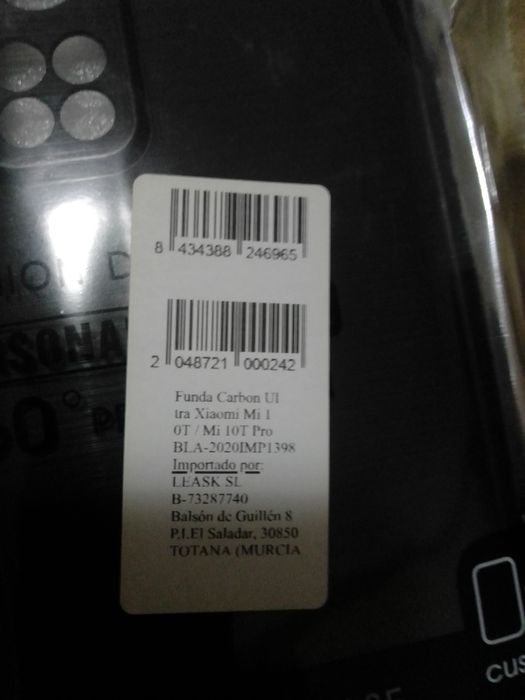 8 434388 246965
2 048721 000242
Funda Carbon Ul
tra Xiaomi Mi 1
0T / Mi 10T Pro
BLA-2020IMP1398
Importado por:
LEASK SL
B-73287740
Balsón de Guillén 8
P.I.El Saladar, 30850
TOTANA (MURCIA